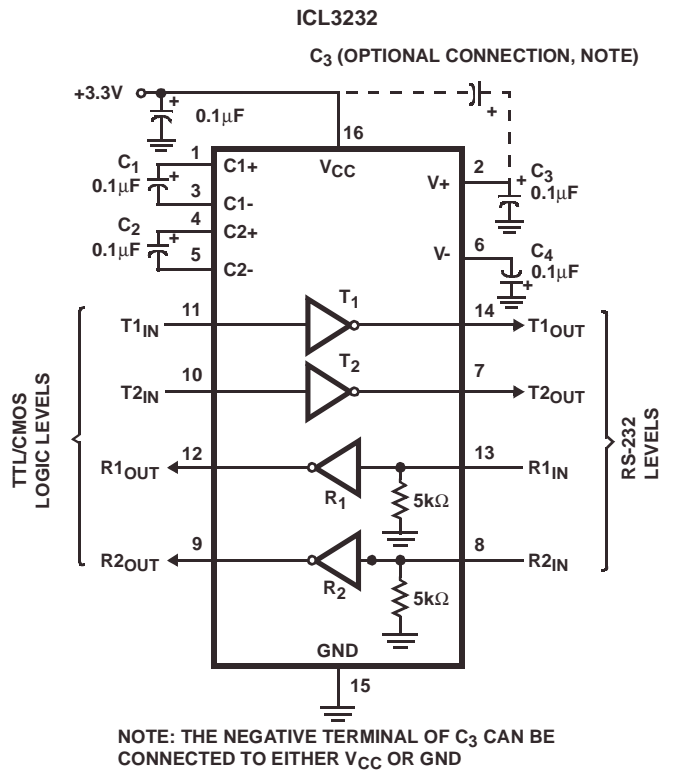 ICL3232
C₃ (OPTIONAL CONNECTION, NOTE)
+3.3V
+
0.1μF
+
16
VCC
1
C1+
C₁
0.1μF
+
3
C1-
4
C2+
C₂
0.1μF
+
5
C2-
2
V+
+
C₃
0.1μF
6
V-
C₄
0.1μF
+
T1IN
11
T₁
14
T1OUT
T2IN
10
T₂
7
T2OUT
R1OUT
12
R₁
13
R1IN
5kΩ
R2OUT
9
R₂
8
R2IN
5kΩ
TTL/CMOS
LOGIC LEVELS
RS-232
LEVELS
GND
15
NOTE: THE NEGATIVE TERMINAL OF C₃ CAN BE
CONNECTED TO EITHER VCC OR GND